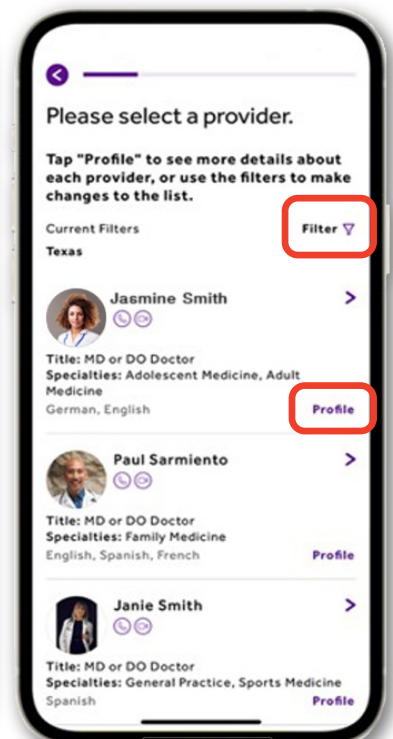 Please select a provider.
Tap "Profile" to see more details about
each provider, or use the filters to make
changes to the list.
Current Filters
Filter
Texas
Jasmine Smith
Title: MD or DO Doctor
Specialties: Adolescent Medicine, Adult
Medicine
German, English
Profile
Paul Sarmiento
Title: MD or DO Doctor
Specialties: Family Medicine
English, Spanish, French
Profile
Janie Smith
Title: MD or DO Doctor
Specialties: General Practice, Sports Medicine
Spanish
Profile